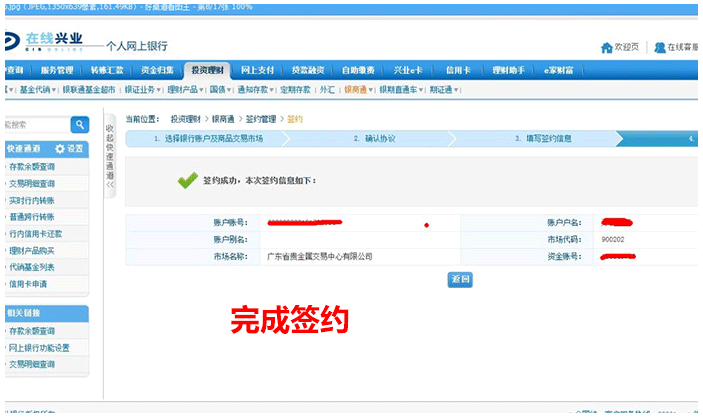 s.jpg（JPEG,1350x639像素,161.49KB）- 好桌道看图王 - 第8/17张 100%
在线兴业
CIB ONLINE
个人网上银行
欢迎页
在线客服
查询 服务管理 转账汇款 资金归集 投资理财 网上支付 贷款融资 自助缴费 兴业e卡 信用卡 理财助手 e家财富
基金代销 银联通基金超市 银证业务 理财产品 国债 通知存款 定期存款 外汇 银商通 银期直通车 期证通
能搜索
收起快速通道
当前位置： 投资理财 > 银商通 > 签约管理 > 签约
1. 选择银行账户及商品交易市场 2. 确认协议 3. 填写签约信息 4.
快速通道 设置
存款余额查询
交易明细查询
实时行内转账
普通跨行转账
行内信用卡还款
理财产品购买
代销基金列表
信用卡申请
签约成功，本次签约信息如下：
账户账号： 账户户名：
账户别名： 市场代码： 900202
市场名称： 广东省贵金属交易中心有限公司 资金账号：
返回
完成签约
相关链接
存款余额查询
网上银行功能设置
交易明细查询